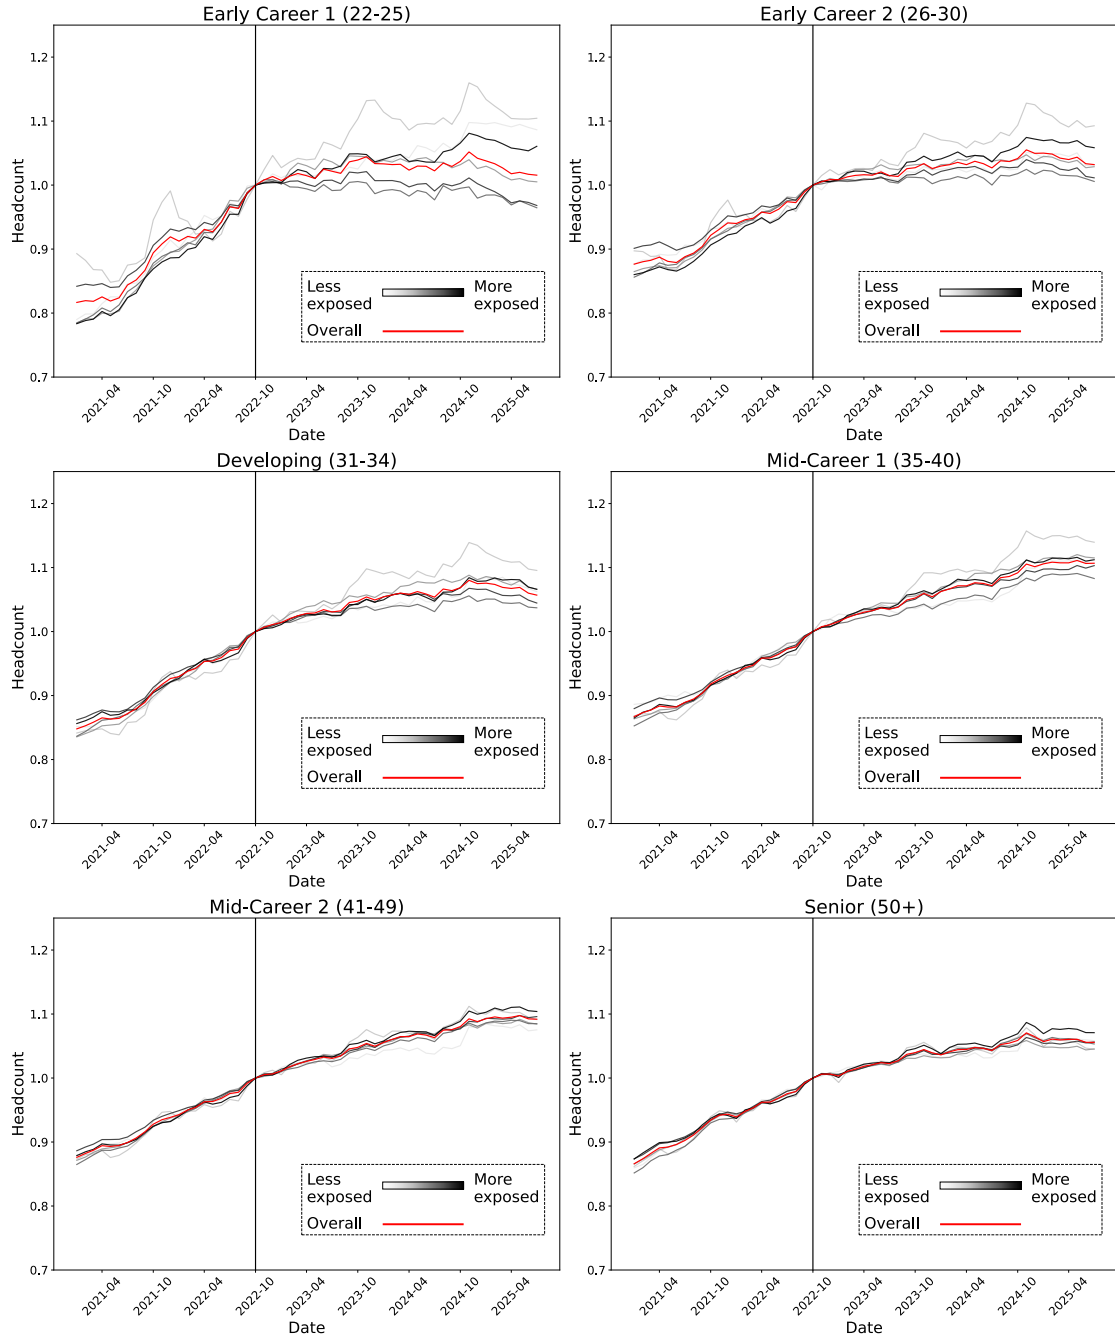 Early Career 1 (22-25)
1.2
1.1
1.0
0.9
0.8
0.7
Headcount
Less exposed
More exposed
Overall
2021-04
2021-10
2022-04
2022-10
2023-04
2023-10
2024-04
2024-10
2025-04
Date
Early Career 2 (26-30)
1.2
1.1
1.0
0.9
0.8
0.7
Headcount
Less exposed
More exposed
Overall
2021-04
2021-10
2022-04
2022-10
2023-04
2023-10
2024-04
2024-10
2025-04
Date
Developing (31-34)
1.2
1.1
1.0
0.9
0.8
0.7
Headcount
Less exposed
More exposed
Overall
2021-04
2021-10
2022-04
2022-10
2023-04
2023-10
2024-04
2024-10
2025-04
Date
Mid-Career 1 (35-40)
1.2
1.1
1.0
0.9
0.8
0.7
Headcount
Less exposed
More exposed
Overall
2021-04
2021-10
2022-04
2022-10
2023-04
2023-10
2024-04
2024-10
2025-04
Date
Mid-Career 2 (41-49)
1.2
1.1
1.0
0.9
0.8
0.7
Headcount
Less exposed
More exposed
Overall
2021-04
2021-10
2022-04
2022-10
2023-04
2023-10
2024-04
2024-10
2025-04
Date
Senior (50+)
1.2
1.1
1.0
0.9
0.8
0.7
Headcount
Less exposed
More exposed
Overall
2021-04
2021-10
2022-04
2022-10
2023-04
2023-10
2024-04
2024-10
2025-04
Date